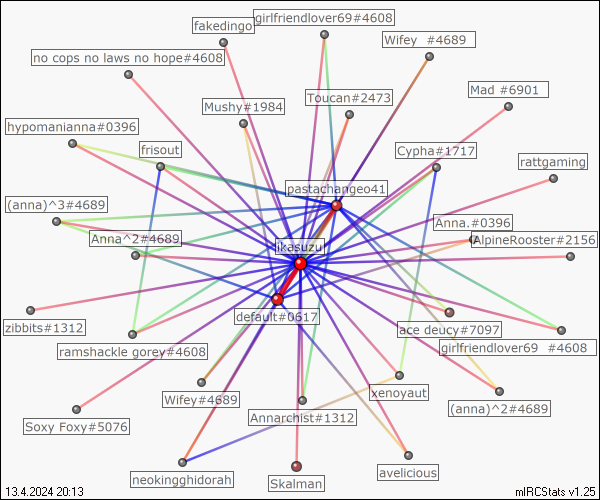 fakedingo
girlfriendlover69#4608
Wifey  #4689
no cops no laws no hope#4608
Mushy#1984
Toucan#2473
Mad #6901
hypomanianna#0396
frisout
Cypha#1717
rattgaming
pastachangeo41
(anna)^3#4689
Anna.#0396
Anna^2#4689
ikasuzu
AlpineRooster#2156
default#0617
zibbits#1312
ace deucy#7097
ramshackle gorey#4608
girlfriendlover69  #4608
Wifey#4689
xenoyaut
(anna)^2#4689
Soxy Foxy#5076
Annarchist#1312
neokingghidorah
Skalman
avelicious
13.4.2024 20:13
mIRCStats v1.25